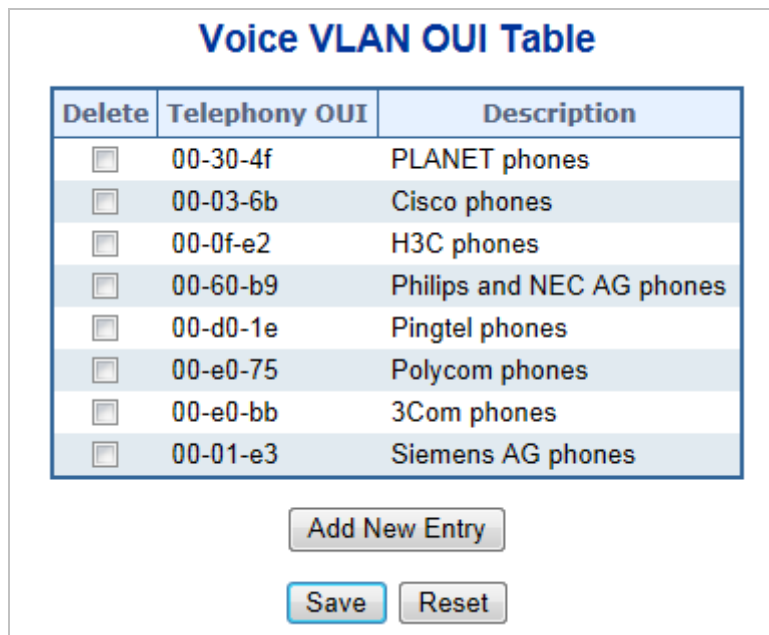 Voice VLAN OUI Table
Delete Telephony OUI Description
00-30-4f PLANET phones
00-03-6b Cisco phones
00-0f-e2 H3C phones
00-60-b9 Philips and NEC AG phones
00-d0-1e Pingtel phones
00-e0-75 Polycom phones
00-e0-bb 3Com phones
00-01-e3 Siemens AG phones
Add New Entry
Save Reset